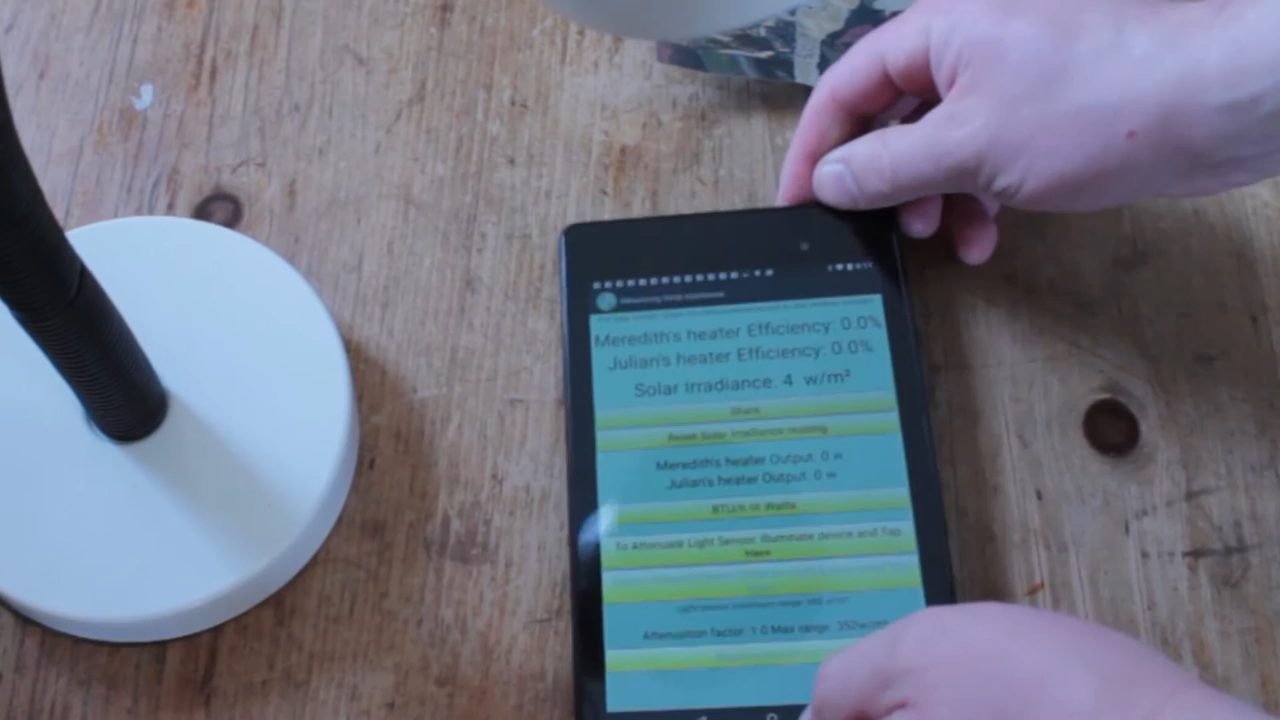 Meredith's heater Efficiency: 0.0%
Julian's heater Efficiency: 0.0%
Solar Irradiance: 4 w/m²
Share
Reset Solar Irradiance reading
Meredith's heater Output: 0 w
Julian's heater Output: 0 w
BTU/h or Watts
To Attenuate Light Sensor, illuminate device and Tap
Here
Attenuation factor: 1.0 Max range: 352w/m²